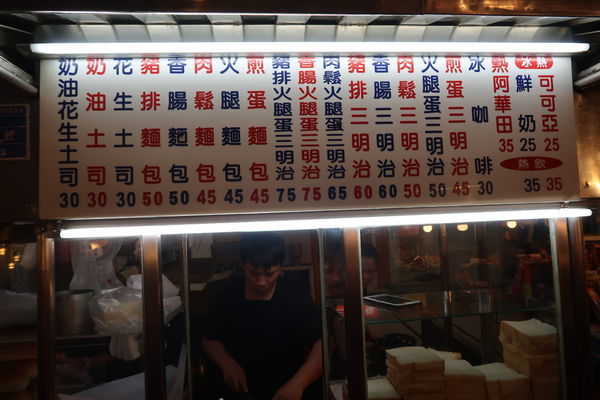 奶油花生土司 30
奶油土司 30
花生土司 30
豬排麵包 50
香腸麵包 50
肉鬆麵包 45
火腿麵包 45
煎蛋麵包 45
豬排火腿蛋三明治 75
香腸火腿蛋三明治 75
肉鬆火腿蛋三明治 65
豬排三明治 60
香腸三明治 60
肉鬆三明治 50
火腿蛋三明治 50
煎蛋三明治 45
冰咖啡 30
熱阿華田 35
冰 熱
鮮奶 25
可可亞 25
熱飲
35 35